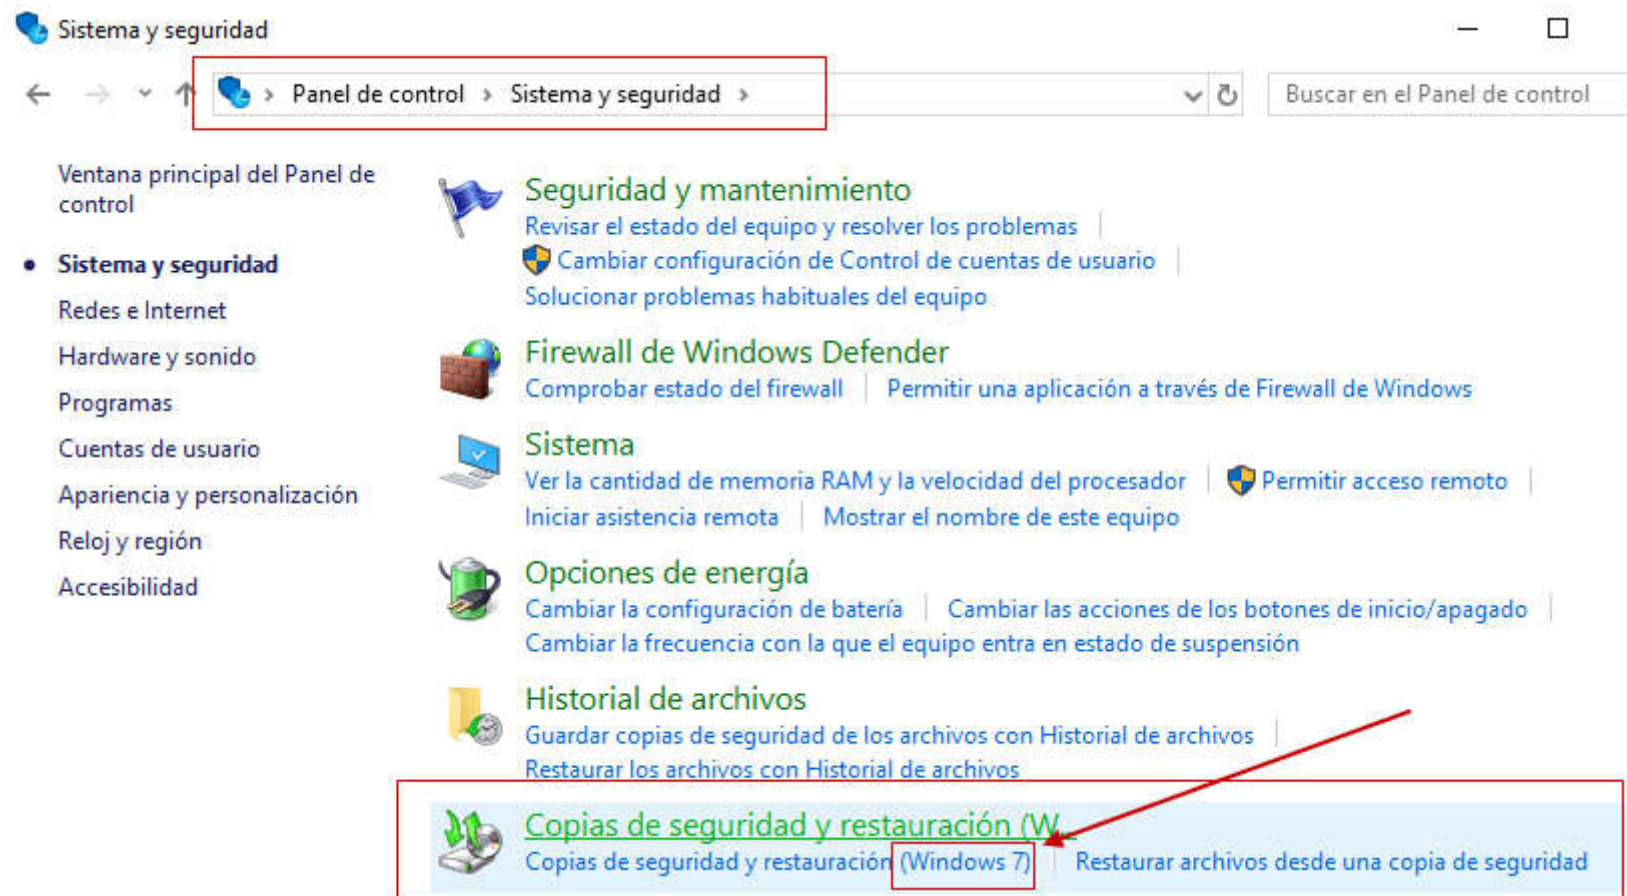 Sistema y seguridad
Panel de control Sistema y seguridad
Buscar en el Panel de control
Ventana principal del Panel de
control
Sistema y seguridad
Redes e Internet
Hardware y sonido
Programas
Cuentas de usuario
Apariencia y personalización
Reloj y región
Accesibilidad
Seguridad y mantenimiento
Revisar el estado del equipo y resolver los problemas
Cambiar configuración de Control de cuentas de usuario
Solucionar problemas habituales del equipo
Firewall de Windows Defender
Comprobar estado del firewall Permitir una aplicación a través de Firewall de Windows
Sistema
Ver la cantidad de memoria RAM y la velocidad del procesador Permitir acceso remoto
Iniciar asistencia remota Mostrar el nombre de este equipo
Opciones de energía
Cambiar la configuración de batería Cambiar las acciones de los botones de inicio/apagado
Cambiar la frecuencia con la que el equipo entra en estado de suspensión
Historial de archivos
Guardar copias de seguridad de los archivos con Historial de archivos
Restaurar los archivos con Historial de archivos
Copias de seguridad y restauración (W...
Copias de seguridad y restauración (Windows 7) Restaurar archivos desde una copia de seguridad